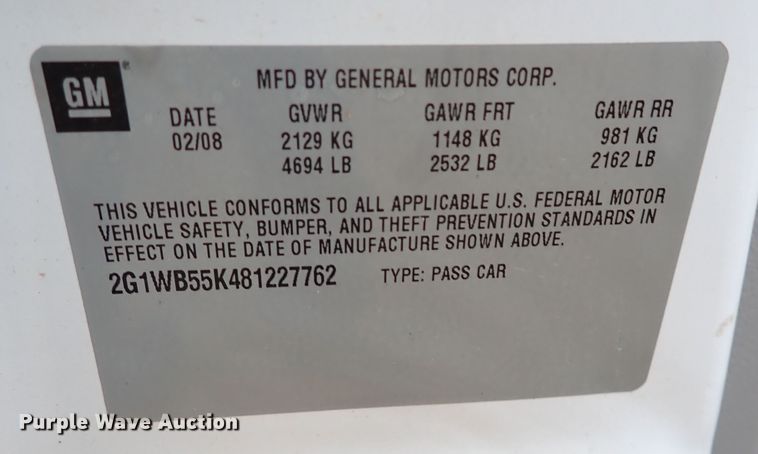 GM®
MFD BY GENERAL MOTORS CORP.
DATE GVWR GAWR FRT GAWR RR
02/08 2129 KG 1148 KG 981 KG
4694 LB 2532 LB 2162 LB
THIS VEHICLE CONFORMS TO ALL APPLICABLE U.S. FEDERAL MOTOR
VEHICLE SAFETY, BUMPER, AND THEFT PREVENTION STANDARDS IN
EFFECT ON THE DATE OF MANUFACTURE SHOWN ABOVE.
2G1WB55K481227762 TYPE: PASS CAR
Purple Wave Auction